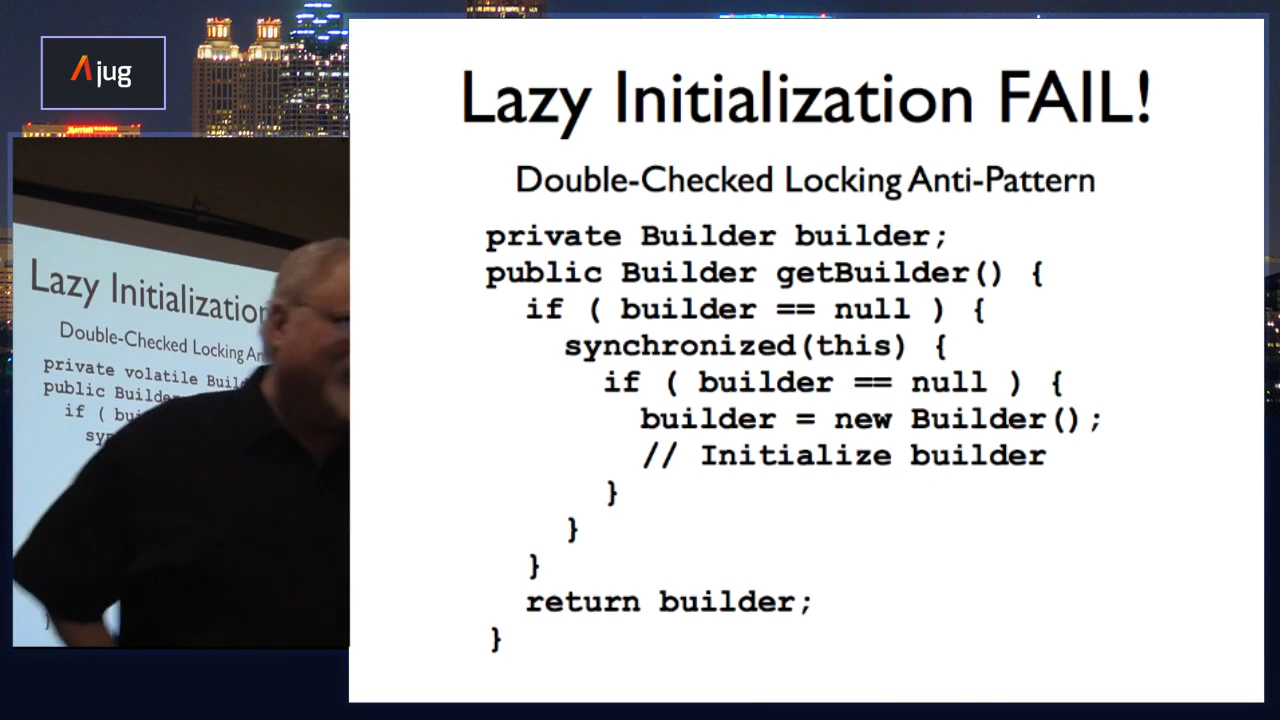 Ajug
Lazy Initialization FAIL!
Double-Checked Locking Anti-Pattern
private Builder builder;
public Builder getBuilder() {
if ( builder == null ) {
synchronized(this) {
if ( builder == null ) {
builder = new Builder();
// Initialize builder
}
}
}
return builder;
}
Lazy Initialization
Double-Checked Locking An
private volatile Buil
public Builder
if ( bui
sy